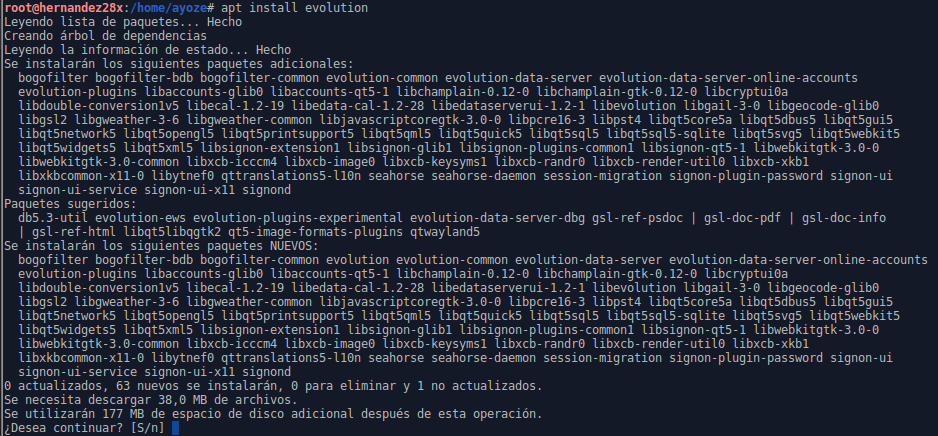 root@hernandez28x:/home/ayoze# apt install evolution
Leyendo lista de paquetes... Hecho
Creando árbol de dependencias
Leyendo la información de estado... Hecho
Se instalarán los siguientes paquetes adicionales:
bogofilter bogofilter-bdb bogofilter-common evolution-common evolution-data-server evolution-data-server-online-accounts
evolution-plugins libaccounts-glib0 libaccounts-qt5-1 libchamplain-0.12-0 libchamplain-gtk-0.12-0 libcryptui0a
libdouble-conversion1v5 libecal-1.2-19 libedata-cal-1.2-28 libedataserverui-1.2-1 libevolution libgail-3-0 libgeocode-glib0
libgsl2 libgweather-3-6 libgweather-common libjavascriptcoregtk-3.0-0 libpcre16-3 libpst4 libqt5core5a libqt5dbus5 libqt5gui5
libqt5network5 libqt5opengl5 libqt5printsupport5 libqt5qml5 libqt5quick5 libqt5sql5 libqt5sql5-sqlite libqt5svg5 libqt5webkit5
libqt5widgets5 libqt5xml5 libsignon-extension1 libsignon-glib1 libsignon-plugins-common1 libsignon-qt5-1 libwebkitgtk-3.0-0
libwebkitgtk-3.0-common libxcb-icccm4 libxcb-image0 libxcb-keysyms1 libxcb-randr0 libxcb-render-util0 libxcb-xkb1
libxkbcommon-x11-0 libytnef0 qttranslations5-l10n seahorse seahorse-daemon session-migration signon-plugin-password signon-ui
signon-ui-service signon-ui-x11 signond
Paquetes sugeridos:
db5.3-util evolution-ews evolution-plugins-experimental evolution-data-server-dbg gsl-ref-psdoc | gsl-doc-pdf | gsl-doc-info
| gsl-ref-html libqt5libqgtk2 qt5-image-formats-plugins qtwayland5
Se instalarán los siguientes paquetes NUEVOS:
bogofilter bogofilter-bdb bogofilter-common evolution evolution-common evolution-data-server evolution-data-server-online-accounts
evolution-plugins libaccounts-glib0 libaccounts-qt5-1 libchamplain-0.12-0 libchamplain-gtk-0.12-0 libcryptui0a
libdouble-conversion1v5 libecal-1.2-19 libedata-cal-1.2-28 libedataserverui-1.2-1 libevolution libgail-3-0 libgeocode-glib0
libgsl2 libgweather-3-6 libgweather-common libjavascriptcoregtk-3.0-0 libpcre16-3 libpst4 libqt5core5a libqt5dbus5 libqt5gui5
libqt5network5 libqt5opengl5 libqt5printsupport5 libqt5qml5 libqt5quick5 libqt5sql5 libqt5sql5-sqlite libqt5svg5 libqt5webkit5
libqt5widgets5 libqt5xml5 libsignon-extension1 libsignon-glib1 libsignon-plugins-common1 libsignon-qt5-1 libwebkitgtk-3.0-0
libwebkitgtk-3.0-common libxcb-icccm4 libxcb-image0 libxcb-keysyms1 libxcb-randr0 libxcb-render-util0 libxcb-xkb1
libxkbcommon-x11-0 libytnef0 qttranslations5-l10n seahorse seahorse-daemon session-migration signon-plugin-password signon-ui
signon-ui-service signon-ui-x11 signond
0 actualizados, 63 nuevos se instalarán, 0 para eliminar y 1 no actualizados.
Se necesita descargar 38,0 MB de archivos.
Se utilizarán 177 MB de espacio de disco adicional después de esta operación.
¿Desea continuar? [S/n]